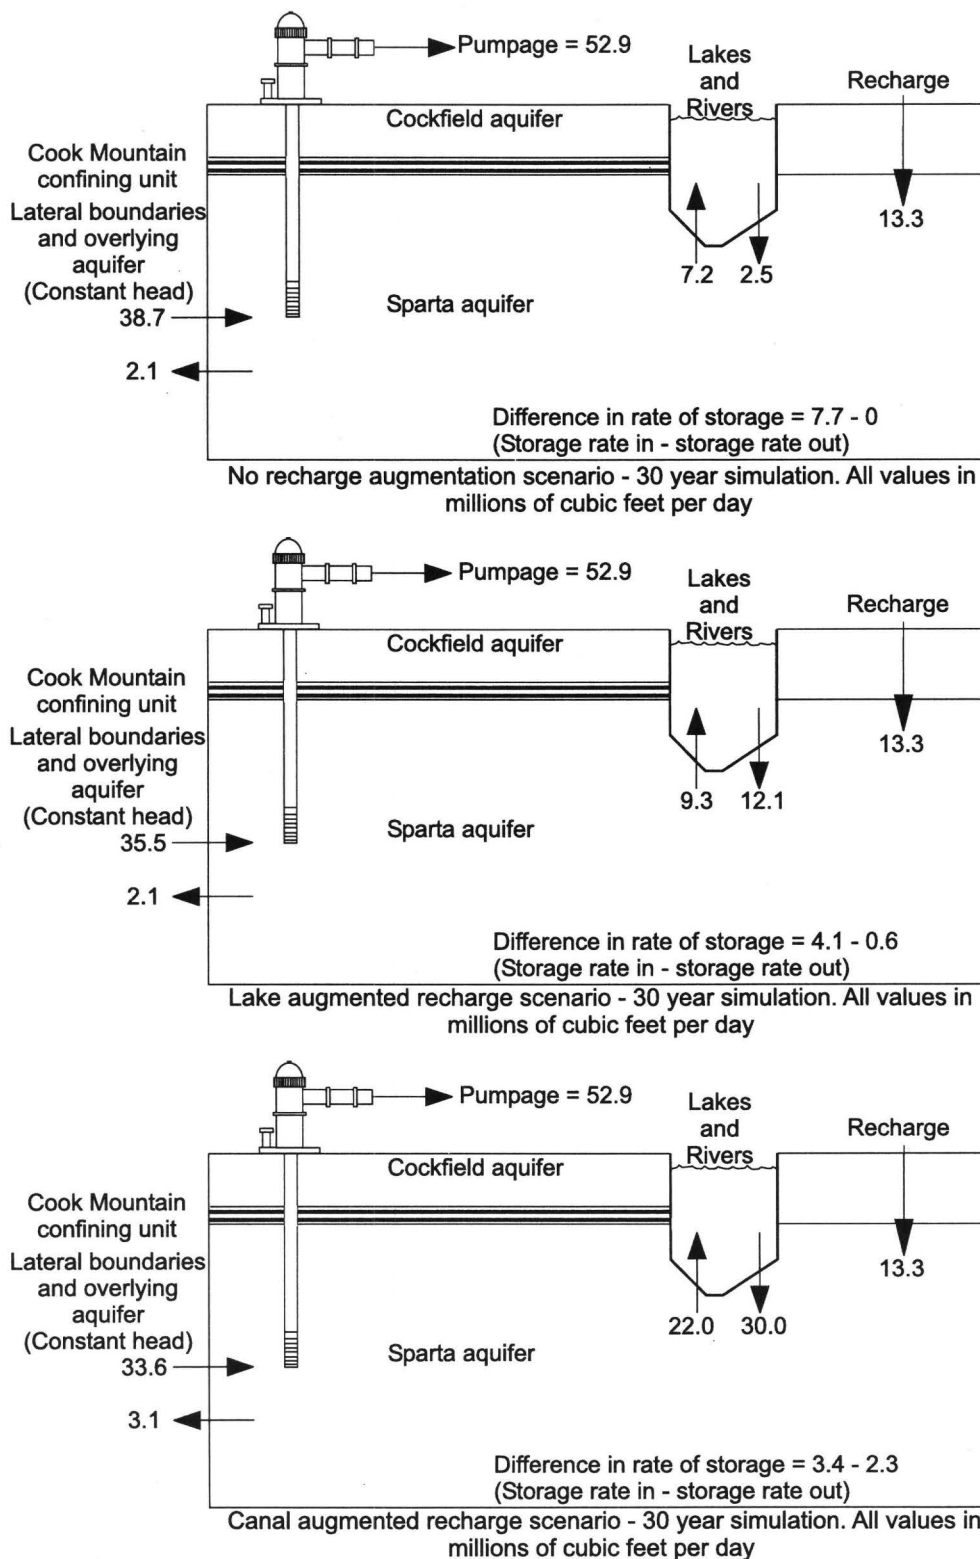 Pumpage = 52.9
Lakes
and
Rivers
Recharge
Cockfield aquifer
Cook Mountain
confining unit
Lateral boundaries
and overlying
aquifer
(Constant head)
38.7
2.1
Sparta aquifer
7.2
2.5
13.3
Difference in rate of storage = 7.7 - 0
(Storage rate in - storage rate out)
No recharge augmentation scenario - 30 year simulation. All values in
millions of cubic feet per day
Pumpage = 52.9
Lakes
and
Rivers
Recharge
Cockfield aquifer
Cook Mountain
confining unit
Lateral boundaries
and overlying
aquifer
(Constant head)
35.5
2.1
Sparta aquifer
9.3
12.1
13.3
Difference in rate of storage = 4.1 - 0.6
(Storage rate in - storage rate out)
Lake augmented recharge scenario - 30 year simulation. All values in
millions of cubic feet per day
Pumpage = 52.9
Lakes
and
Rivers
Recharge
Cockfield aquifer
Cook Mountain
confining unit
Lateral boundaries
and overlying
aquifer
(Constant head)
33.6
3.1
Sparta aquifer
22.0
30.0
13.3
Difference in rate of storage = 3.4 - 2.3
(Storage rate in - storage rate out)
Canal augmented recharge scenario - 30 year simulation. All values in
millions of cubic feet per day